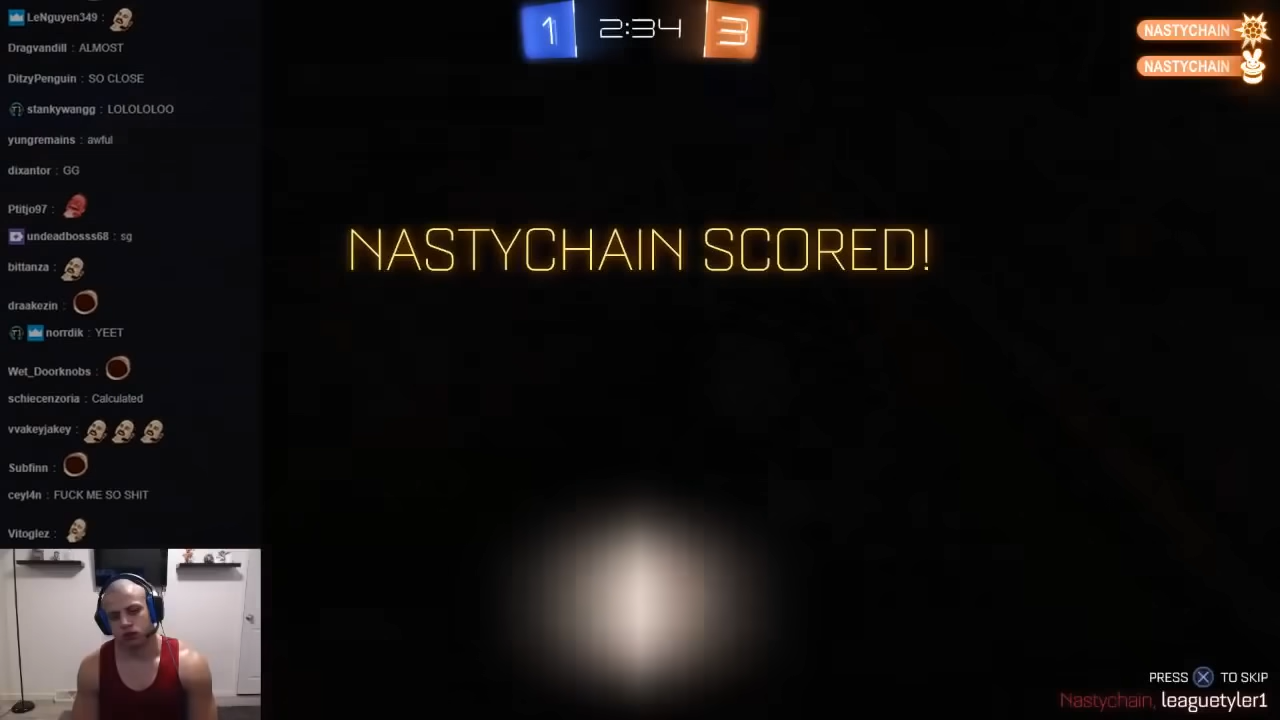 LeNguyen349 :
Dragvandill : ALMOST
DitzyPenguin : SO CLOSE
stankywangg : LOLOLOLOO
yungremains : awful
dixantor : GG
Ptitjo97 :
undeadbosss68 : sg
bittanza :
draakezin :
norrdik : YEET
Wet_Doorknobs :
schiecenzoria : Calculated
vvakeyjakey :
Subfinn :
ceyl4n : FUCK ME SO SHIT
Vitoglez :
1 2:34 3
NASTYCHAIN
NASTYCHAIN
NASTYCHAIN SCORED!
PRESS X TO SKIP
Nastychain, leaguetyler1